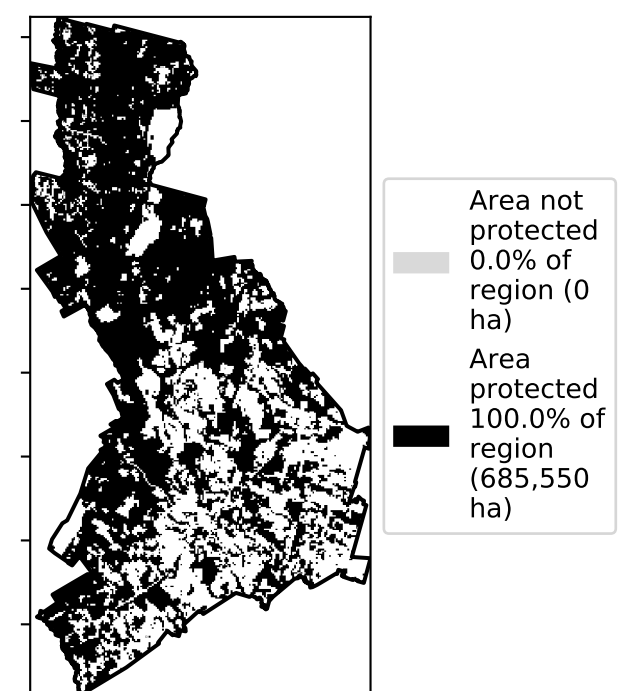 Area not
protected
0.0% of
region (0
ha)
Area
protected
100.0% of
region
(685,550
ha)